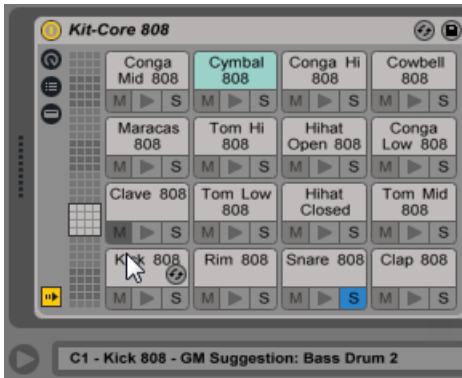 Kit-Core 808
Conga Mid 808
Cymbal 808
Conga Hi 808
Cowbell 808
M S M S M S M S
Maracas 808
Tom Hi 808
Hihat Open 808
Conga Low 808
M S M S M S M S
Clave 808
Tom Low 808
Hihat Closed
Tom Mid 808
M S M S M S M S
Kick 808
Rim 808
Snare 808
Clap 808
M S M S M S M S
C1 - Kick 808 - GM Suggestion: Bass Drum 2